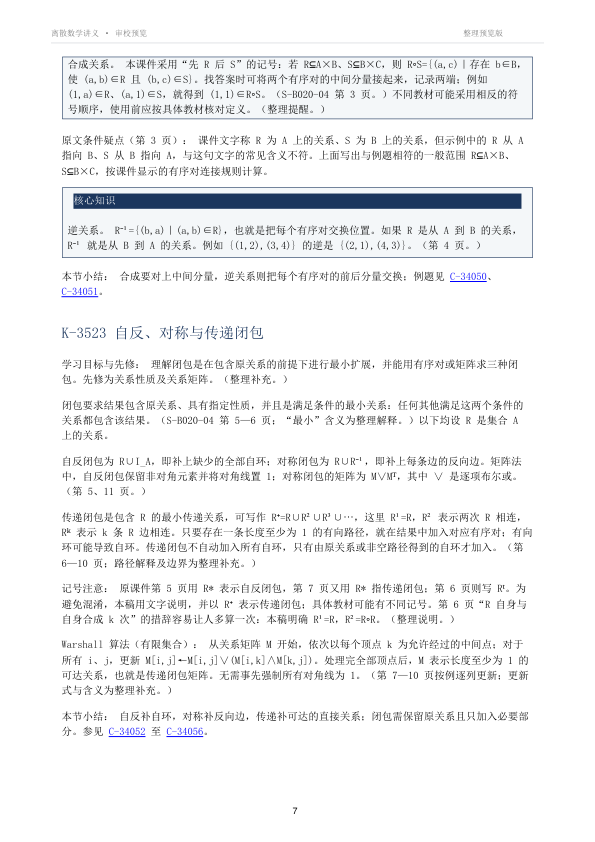 离散数学讲义 · 审校预览 整理预览版
合成关系。 本课件采用“先 R 后 S”的记号：若 R⊆A×B、S⊆B×C，则 R∘S={(a,c)|存在 b∈B，
使 (a,b)∈R 且 (b,c)∈S}。找答案时可将两个有序对的中间分量接起来，记录两端；例如
(1,a)∈R、(a,1)∈S，就得到 (1,1)∈R∘S。（S-B020-04 第 3 页。）不同教材可能采用相反的符
号顺序，使用前应按具体教材核对定义。（整理提醒。）
原文条件疑点（第 3 页）： 课件文字称 R 为 A 上的关系、S 为 B 上的关系，但示例中的 R 从 A
指向 B、S 从 B 指向 A，与这句文字的常见含义不符。上面写出与例题相符的一般范围 R⊆A×B、
S⊆B×C，按课件显示的有序对连接规则计算。
核心知识
逆关系。 R⁻¹={(b,a)|(a,b)∈R}，也就是把每个有序对交换位置。如果 R 是从 A 到 B 的关系，
R⁻¹ 就是从 B 到 A 的关系。例如 {(1,2),(3,4)} 的逆是 {(2,1),(4,3)}。（第 4 页。）
本节小结： 合成要对上中间分量，逆关系则把每个有序对的前后分量交换；例题见 C-34050、
C-34051。
K-3523 自反、对称与传递闭包
学习目标与先修： 理解闭包是在包含原关系的前提下进行最小扩展，并能用有序对或矩阵求三种闭
包。先修为关系性质及关系矩阵。（整理补充。）
闭包要求结果包含原关系、具有指定性质，并且是满足条件的最小关系：任何其他满足这两个条件的
关系都包含该结果。（S-B020-04 第 5—6 页；“最小”含义为整理解释。）以下均设 R 是集合 A
上的关系。
自反闭包为 R∪I_A，即补上缺少的全部自环；对称闭包为 R∪R⁻¹，即补上每条边的反向边。矩阵法
中，自反闭包保留非对角元素并将对角线置 1；对称闭包的矩阵为 M∨Mᵀ，其中 ∨ 是逐项布尔或。
（第 5、11 页。）
传递闭包是包含 R 的最小传递关系，可写作 R⁺=R∪R²∪R³∪⋯，这里 R¹=R，R² 表示两次 R 相连，
Rᵏ 表示 k 条 R 边相连。只要存在一条长度至少为 1 的有向路径，就在结果中加入对应有序对；有向
环可能导致自环。传递闭包不自动加入所有自环，只有由原关系或非空路径得到的自环才加入。（第
6—10 页；路径解释及边界为整理补充。）
记号注意： 原课件第 5 页用 R* 表示自反闭包，第 7 页又用 R* 指传递闭包；第 6 页则写 Rᵗ。为
避免混淆，本稿用文字说明，并以 R⁺ 表示传递闭包；具体教材可能有不同记号。第 6 页“R 自身与
自身合成 k 次”的措辞容易让人多算一次：本稿明确 R¹=R，R²=R∘R。（整理说明。）
Warshall 算法（有限集合）： 从关系矩阵 M 开始，依次以每个顶点 k 为允许经过的中间点；对于
所有 i、j，更新 M[i,j]←M[i,j]∨(M[i,k]∧M[k,j])。处理完全部顶点后，M 表示长度至少为 1 的
可达关系，也就是传递闭包矩阵。无需事先强制所有对角线为 1。（第 7—10 页按例逐列更新；更新
式与含义为整理补充。）
本节小结： 自反补自环，对称补反向边，传递补可达的直接关系；闭包需保留原关系且只加入必要部
分。参见 C-34052 至 C-34056。
7